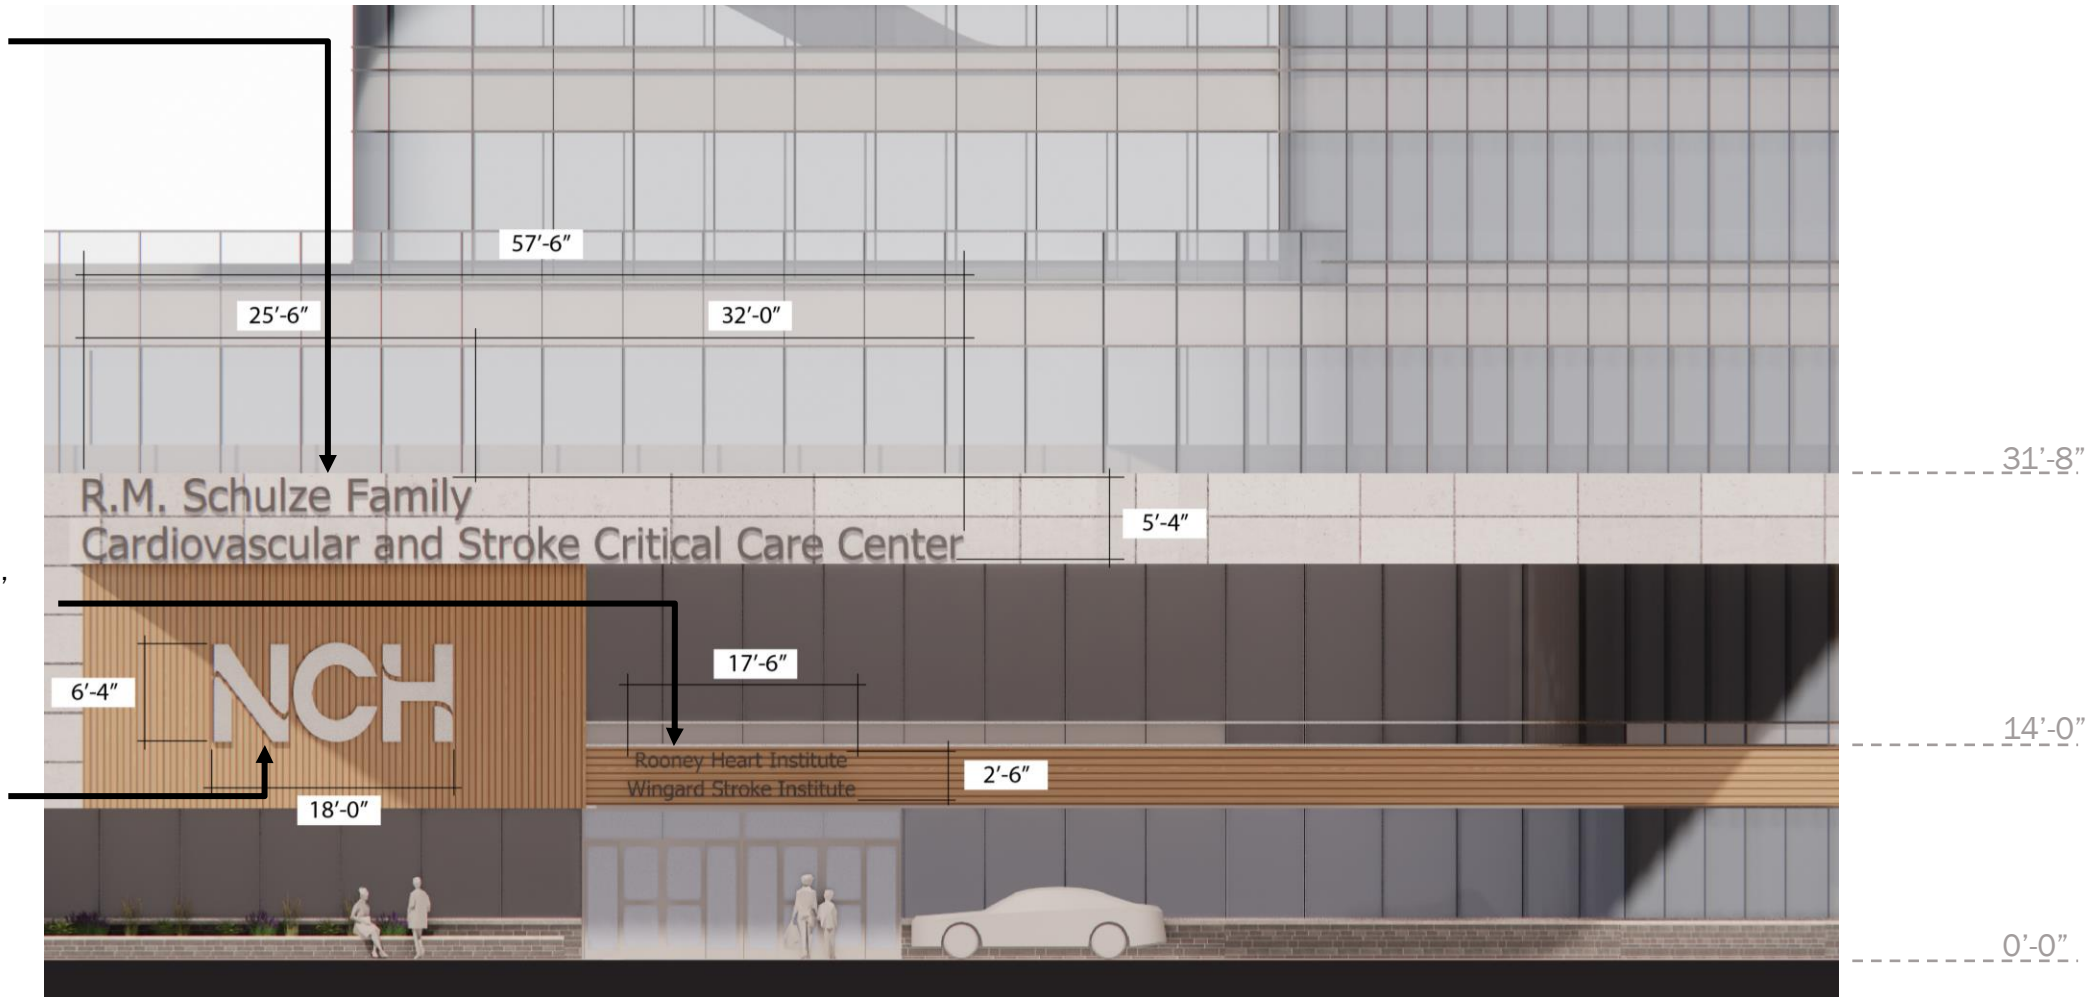 57’-6”
25’-6”
32’-0”
31’-8”
R.M. Schulze Family
Cardiovascular and Stroke Critical Care Center
5’-4”
,
17’-6”
NCH
6’-4”
14’-0”
Rooney Heart Institute
Wingard Stroke Institute
2’-6”
18’-0”
0’-0”